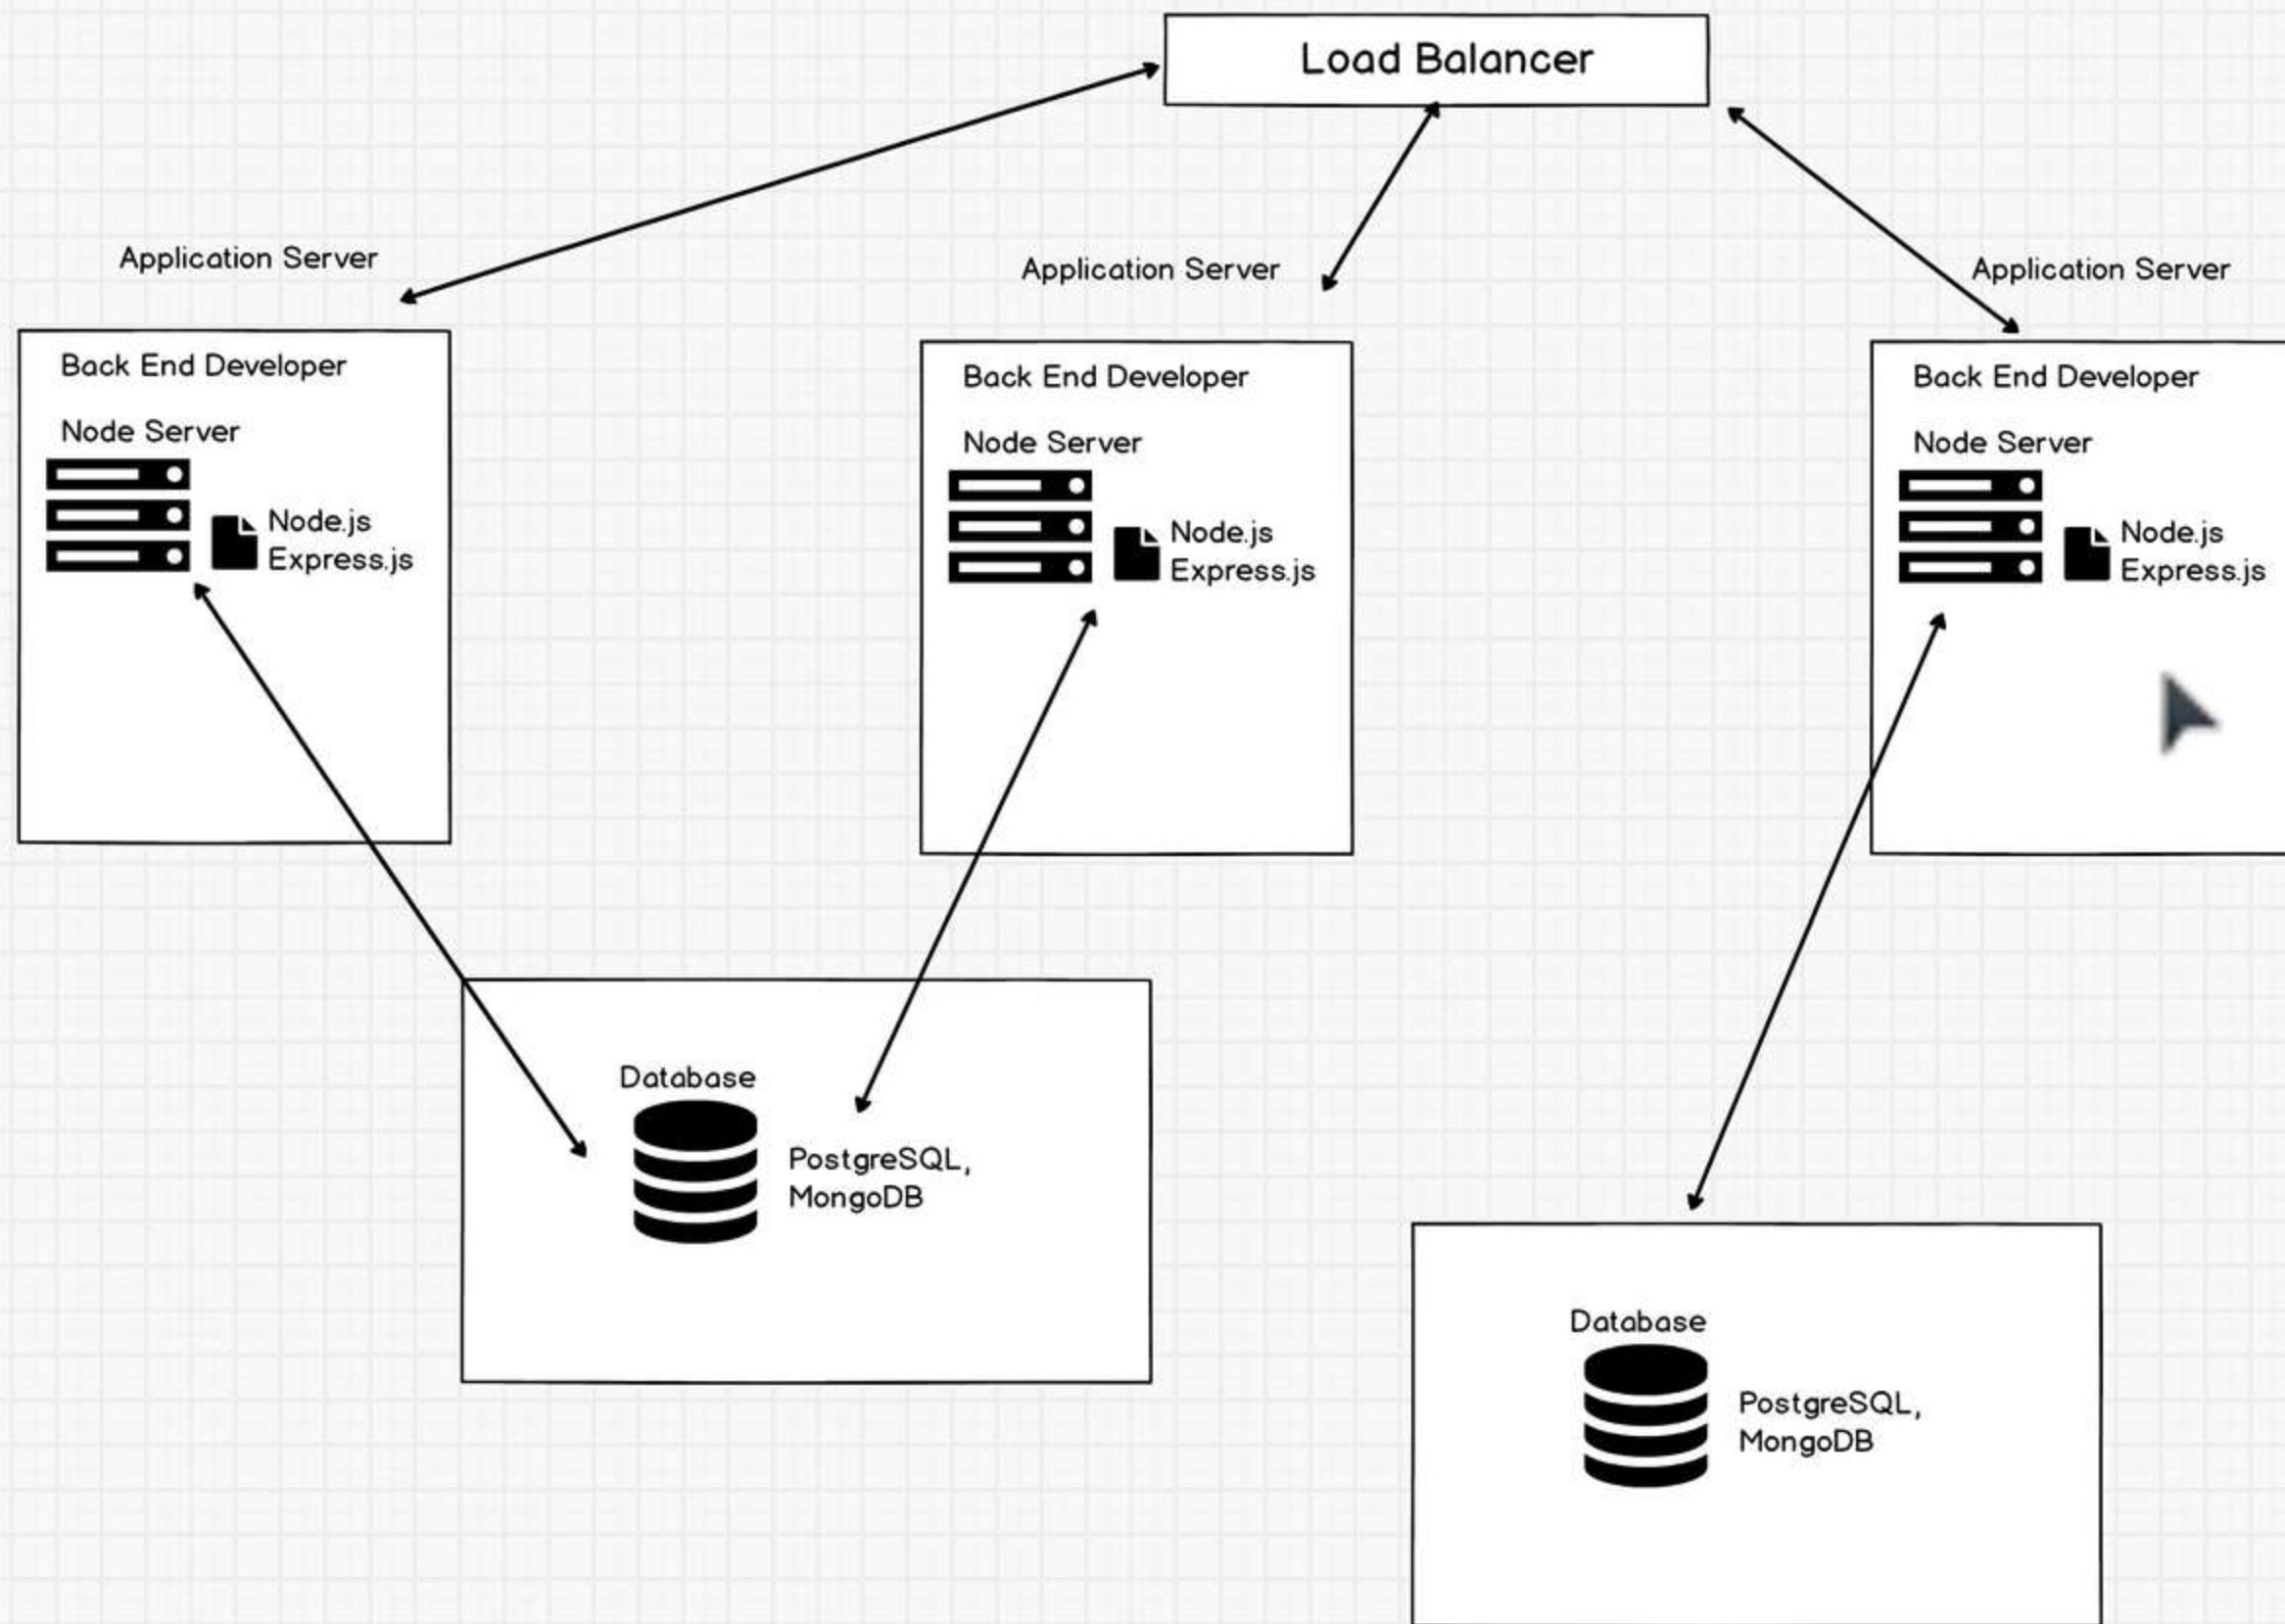 Load Balancer
Application Server
Application Server
Application Server
Back End Developer
Node Server
Node.js
Express.js
Back End Developer
Node Server
Node.js
Express.js
Back End Developer
Node Server
Node.js
Express.js
Database
PostgreSQL,
MongoDB
Database
PostgreSQL,
MongoDB